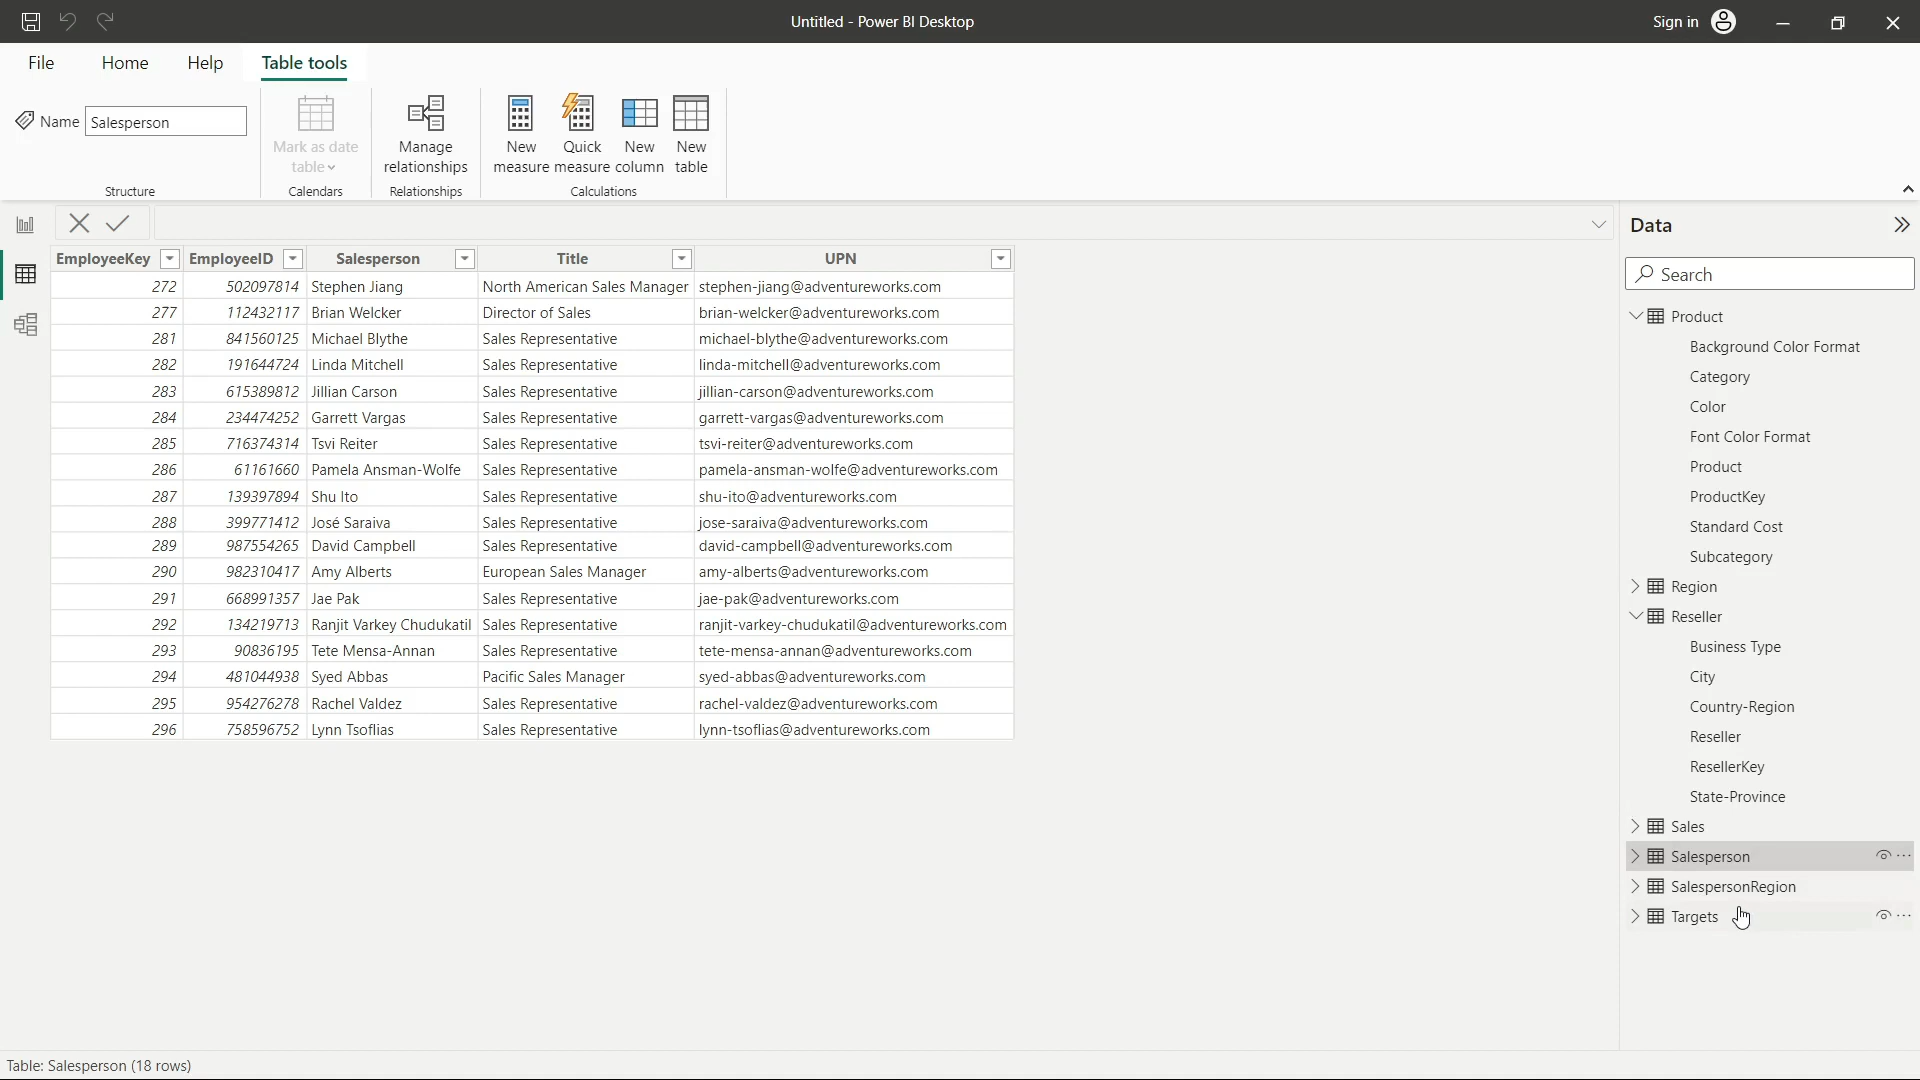 Untitled - Power BI Desktop
Sign in
File Home Help Table tools
Name Salesperson
Mark as date table
Manage relationships
New measure
Quick measure
New column
New table
Structure Calendars Relationships Calculations
EmployeeKey EmployeeID Salesperson Title UPN
272 502097814 Stephen Jiang North American Sales Manager stephen-jiang@adventureworks.com
277 112432117 Brian Welcker Director of Sales brian-welcker@adventureworks.com
281 841560125 Michael Blythe Sales Representative michael-blythe@adventureworks.com
282 191644724 Linda Mitchell Sales Representative linda-mitchell@adventureworks.com
283 615389812 Jillian Carson Sales Representative jillian-carson@adventureworks.com
284 234474252 Garrett Vargas Sales Representative garrett-vargas@adventureworks.com
285 716374314 Tsvi Reiter Sales Representative tsvi-reiter@adventureworks.com
286 61161660 Pamela Ansman-Wolfe Sales Representative pamela-ansman-wolfe@adventureworks.com
287 139397894 Shu Ito Sales Representative shu-ito@adventureworks.com
288 399771412 José Saraiva Sales Representative jose-saraiva@adventureworks.com
289 987554265 David Campbell Sales Representative david-campbell@adventureworks.com
290 982310417 Amy Alberts European Sales Manager amy-alberts@adventureworks.com
291 668991357 Jae Pak Sales Representative jae-pak@adventureworks.com
292 134219713 Ranjit Varkey Chudukatil Sales Representative ranjit-varkey-chudukatil@adventureworks.com
293 90836195 Tete Mensa-Annan Sales Representative tete-mensa-annan@adventureworks.com
294 481044938 Syed Abbas Pacific Sales Manager syed-abbas@adventureworks.com
295 954276278 Rachel Valdez Sales Representative rachel-valdez@adventureworks.com
296 758596752 Lynn Tsoflias Sales Representative lynn-tsoflias@adventureworks.com
Data
Search
Product
Background Color Format
Category
Color
Font Color Format
Product
ProductKey
Standard Cost
Subcategory
Region
Reseller
Business Type
City
Country-Region
Reseller
ResellerKey
State-Province
Sales
Salesperson
SalespersonRegion
Targets
Table: Salesperson (18 rows)